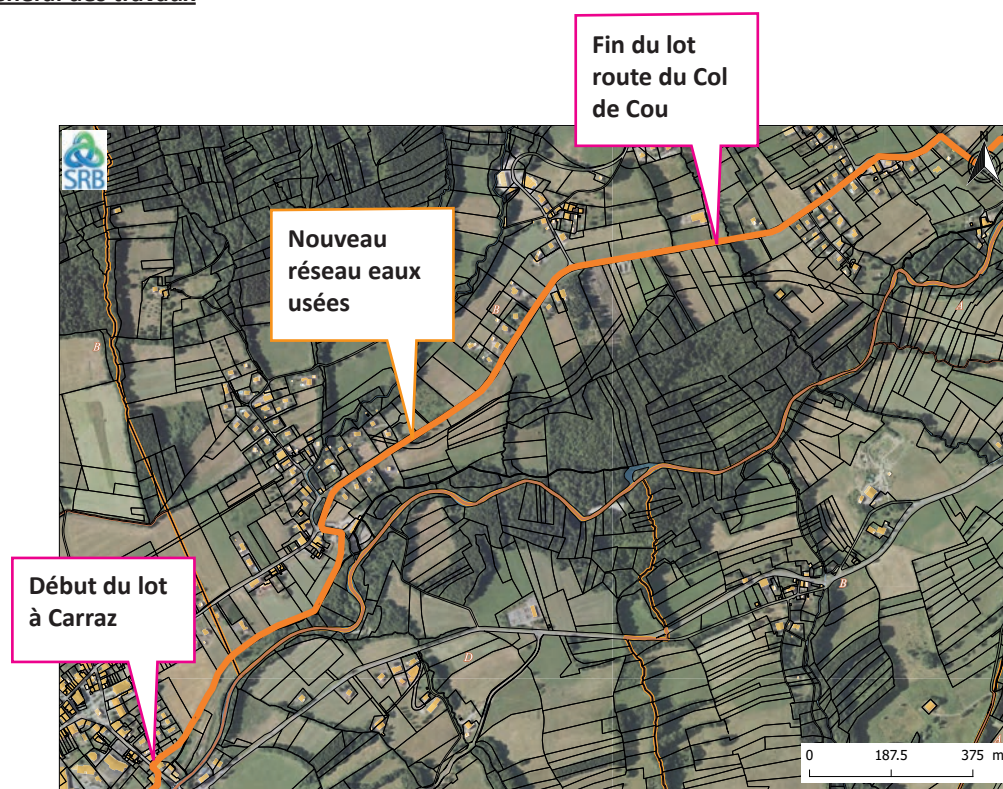 Fin du lot
route du Col
de Cou
SRB
Nouveau
réseau eaux
usées
B
B
A
Début du lot
à Carraz
B
D
0 187.5 375 m